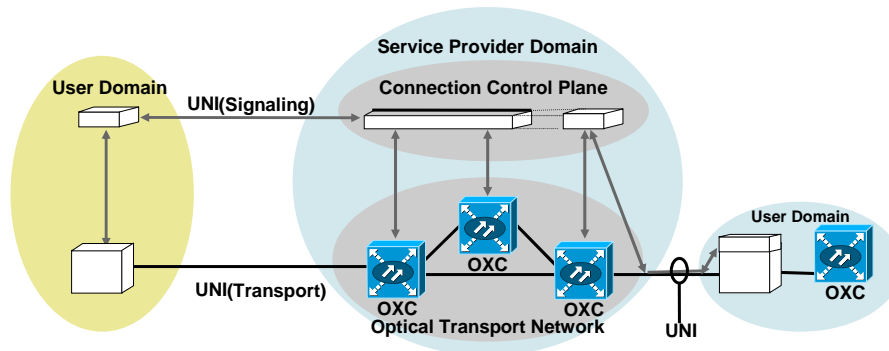 Service Provider Domain
User Domain
Connection Control Plane
UNI(Signaling)
User Domain
OXC
UNI(Transport)
OXC
OXC
OXC
Optical Transport Network
UNI